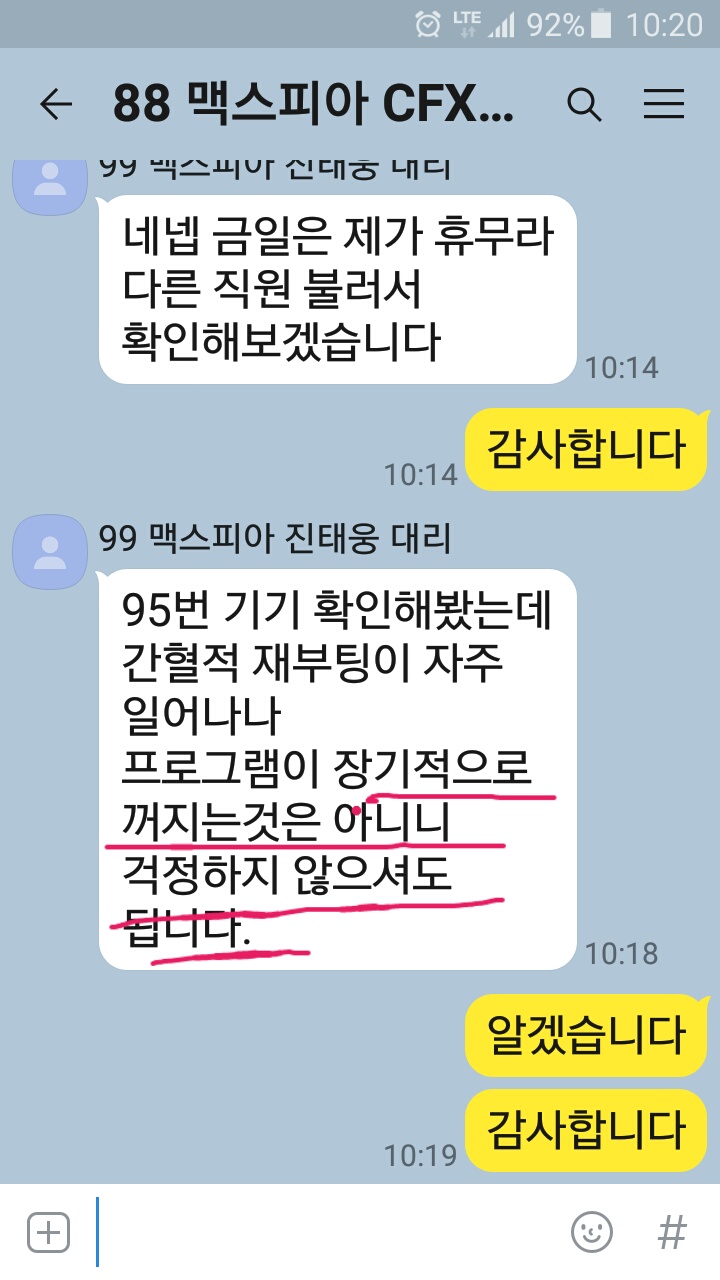 LTE 92% 10:20
88 맥스피아 CFX...
99 맥스피아 진태웅 대리
네넵 금일은 제가 휴무라
다른 직원 불러서
확인해보겠습니다
10:14
감사합니다
10:14
99 맥스피아 진태웅 대리
95번 기기 확인해봤는데
간혈적 재부팅이 자주
일어나나
프로그램이 장기적으로
꺼지는것은 아니니
걱정하지 않으셔도
됩니다.
10:18
알겠습니다
감사합니다
10:19
#